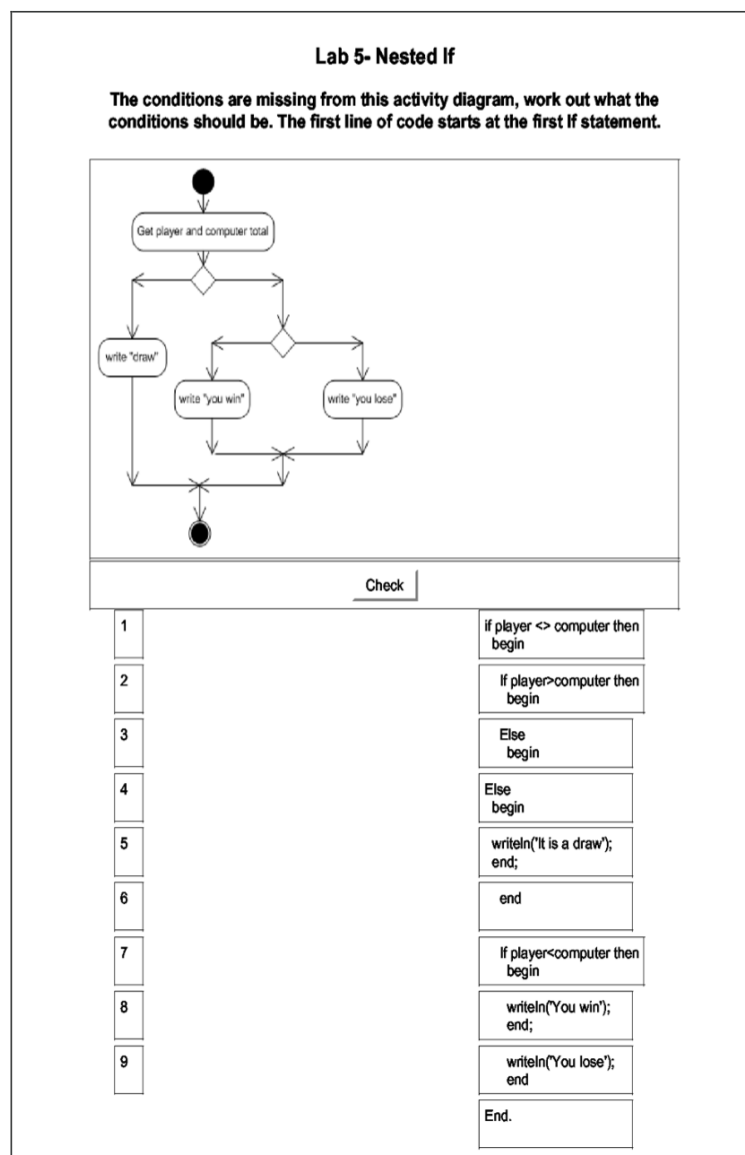 Lab 5- Nested If
The conditions are missing from this activity diagram, work out what the
conditions should be. The first line of code starts at the first If statement.
Get player and computer total
write "draw"
write "you win"
write "you lose"
Check
1
if player <> computer then
begin
2
If player>computer then
begin
3
Else
begin
4
Else
begin
5
writeln('It is a draw');
end;
6
end
7
If player<computer then
begin
8
writeln('You win');
end;
9
writeln('You lose');
end
End.